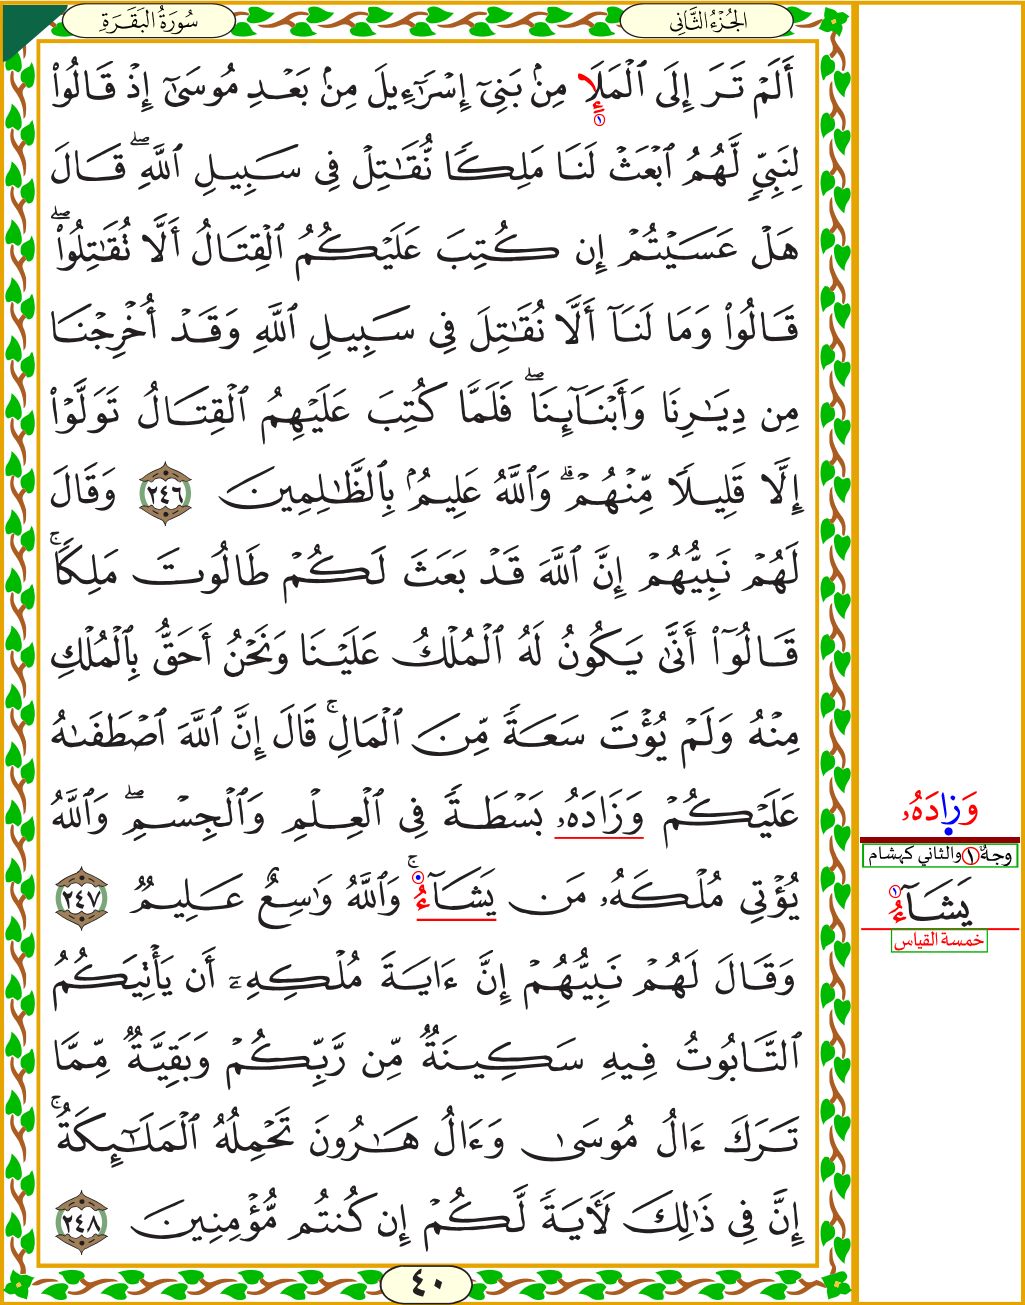 سُورَةُ البَقَرَةِ
الجُزْءُ الثَّانِي
أَلَمۡ تَرَ إِلَى ٱلۡمَلَإِ مِنۢ بَنِيٓ إِسۡرَٰٓءِيلَ مِنۢ بَعۡدِ مُوسَىٰٓ إِذۡ قَالُواْ
١
لِنَبِيّٖ لَّهُمُ ٱبۡعَثۡ لَنَا مَلِكٗا نُّقَٰتِلۡ فِي سَبِيلِ ٱللَّهِۖ قَالَ
هَلۡ عَسَيۡتُمۡ إِن كُتِبَ عَلَيۡكُمُ ٱلۡقِتَالُ أَلَّا تُقَٰتِلُواْۖ
قَالُواْ وَمَا لَنَآ أَلَّا نُقَٰتِلَ فِي سَبِيلِ ٱللَّهِ وَقَدۡ أُخۡرِجۡنَا
مِن دِيَٰرِنَا وَأَبۡنَآئِنَاۖ فَلَمَّا كُتِبَ عَلَيۡهِمُ ٱلۡقِتَالُ تَوَلَّوۡاْ
إِلَّا قَلِيلٗا مِّنۡهُمۡۚ وَٱللَّهُ عَلِيمُۢ بِٱلظَّٰلِمِينَ ٢٤٦ وَقَالَ
لَهُمۡ نَبِيُّهُمۡ إِنَّ ٱللَّهَ قَدۡ بَعَثَ لَكُمۡ طَالُوتَ مَلِكٗاۚ
قَالُوٓاْ أَنَّىٰ يَكُونُ لَهُ ٱلۡمُلۡكُ عَلَيۡنَا وَنَحۡنُ أَحَقُّ بِٱلۡمُلۡكِ
مِنۡهُ وَلَمۡ يُؤۡتَ سَعَةٗ مِّنَ ٱلۡمَالِۚ قَالَ إِنَّ ٱللَّهَ ٱصۡطَفَىٰهُ
عَلَيۡكُمۡ وَزَادَهُۥ بَسۡطَةٗ فِي ٱلۡعِلۡمِ وَٱلۡجِسۡمِۖ وَٱللَّهُ
يُؤۡتِي مُلۡكَهُۥ مَن يَشَآءُۚ وَٱللَّهُ وَٰسِعٌ عَلِيمٞ ٢٤٧
وَقَالَ لَهُمۡ نَبِيُّهُمۡ إِنَّ ءَايَةَ مُلۡكِهِۦٓ أَن يَأۡتِيَكُمُ
ٱلتَّابُوتُ فِيهِ سَكِينَةٞ مِّن رَّبِّكُمۡ وَبَقِيَّةٞ مِّمَّا
تَرَكَ ءَالُ مُوسَىٰ وَءَالُ هَٰرُونَ تَحۡمِلُهُ ٱلۡمَلَٰٓئِكَةُۚ
إِنَّ فِي ذَٰلِكَ لَأٓيَةٗ لَّكُمۡ إِن كُنتُم مُّؤۡمِنِينَ ٢٤٨
٤٠
وَزَادَهُۥ
وجهٌ ١ والثاني كهشام
يَشَآءُ ١
خمسة القياس